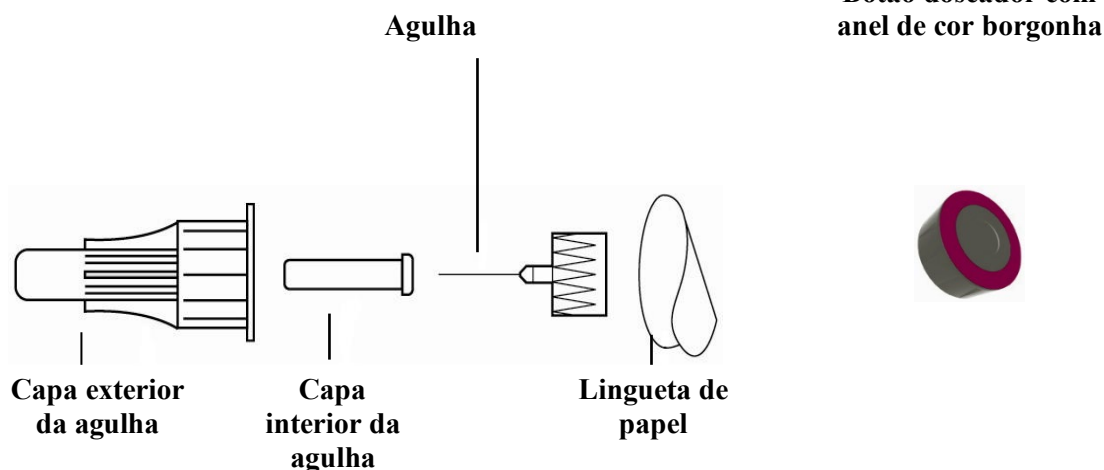 Agulha
anel de cor borgonha
Capa exterior
da agulha
Capa
interior da
agulha
Lingueta de
papel